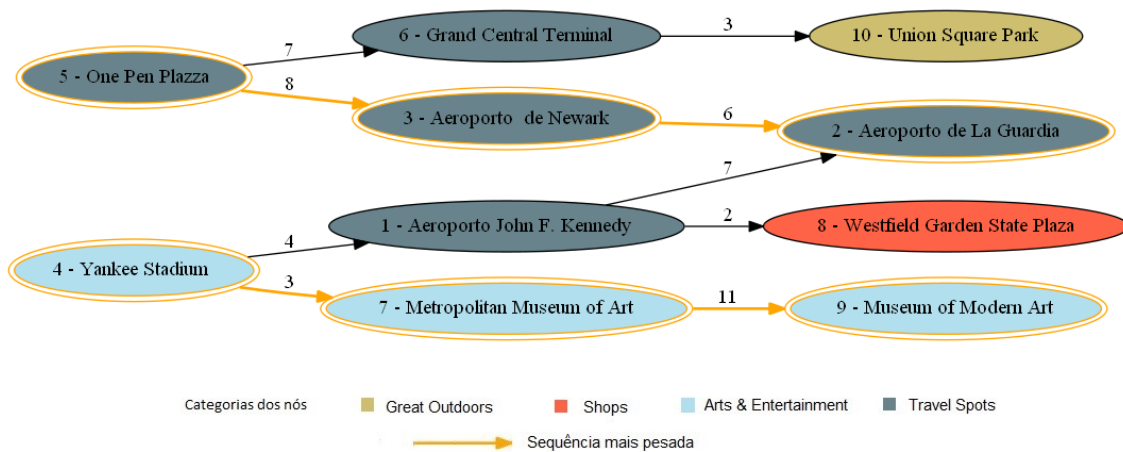 7
6 - Grand Central Terminal
3
10 - Union Square Park
5 - One Pen Plazza
8
3 - Aeroporto de Newark
6
2 - Aeroporto de La Guardia
7
1 - Aeroporto John F. Kennedy
2
8 - Westfield Garden State Plaza
4
4 - Yankee Stadium
3
7 - Metropolitan Museum of Art
11
9 - Museum of Modern Art
Categorias dos nós
Great Outdoors
Shops
Arts & Entertainment
Travel Spots
Sequência mais pesada